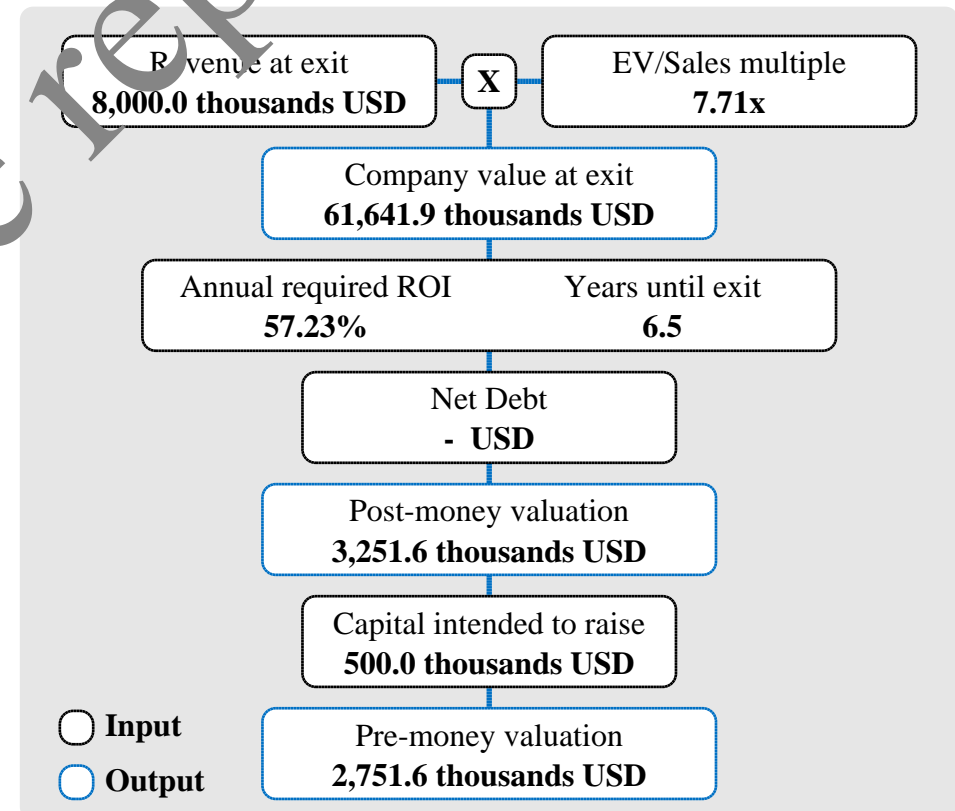 Revenue at exit
8,000.0 thousands USD
X
EV/Sales multiple
7.71x
Company value at exit
61,641.9 thousands USD
Annual required ROI
57.23%
Years until exit
6.5
Net Debt
- USD
Post-money valuation
3,251.6 thousands USD
Capital intended to raise
500.0 thousands USD
Pre-money valuation
2,751.6 thousands USD
Input
Output